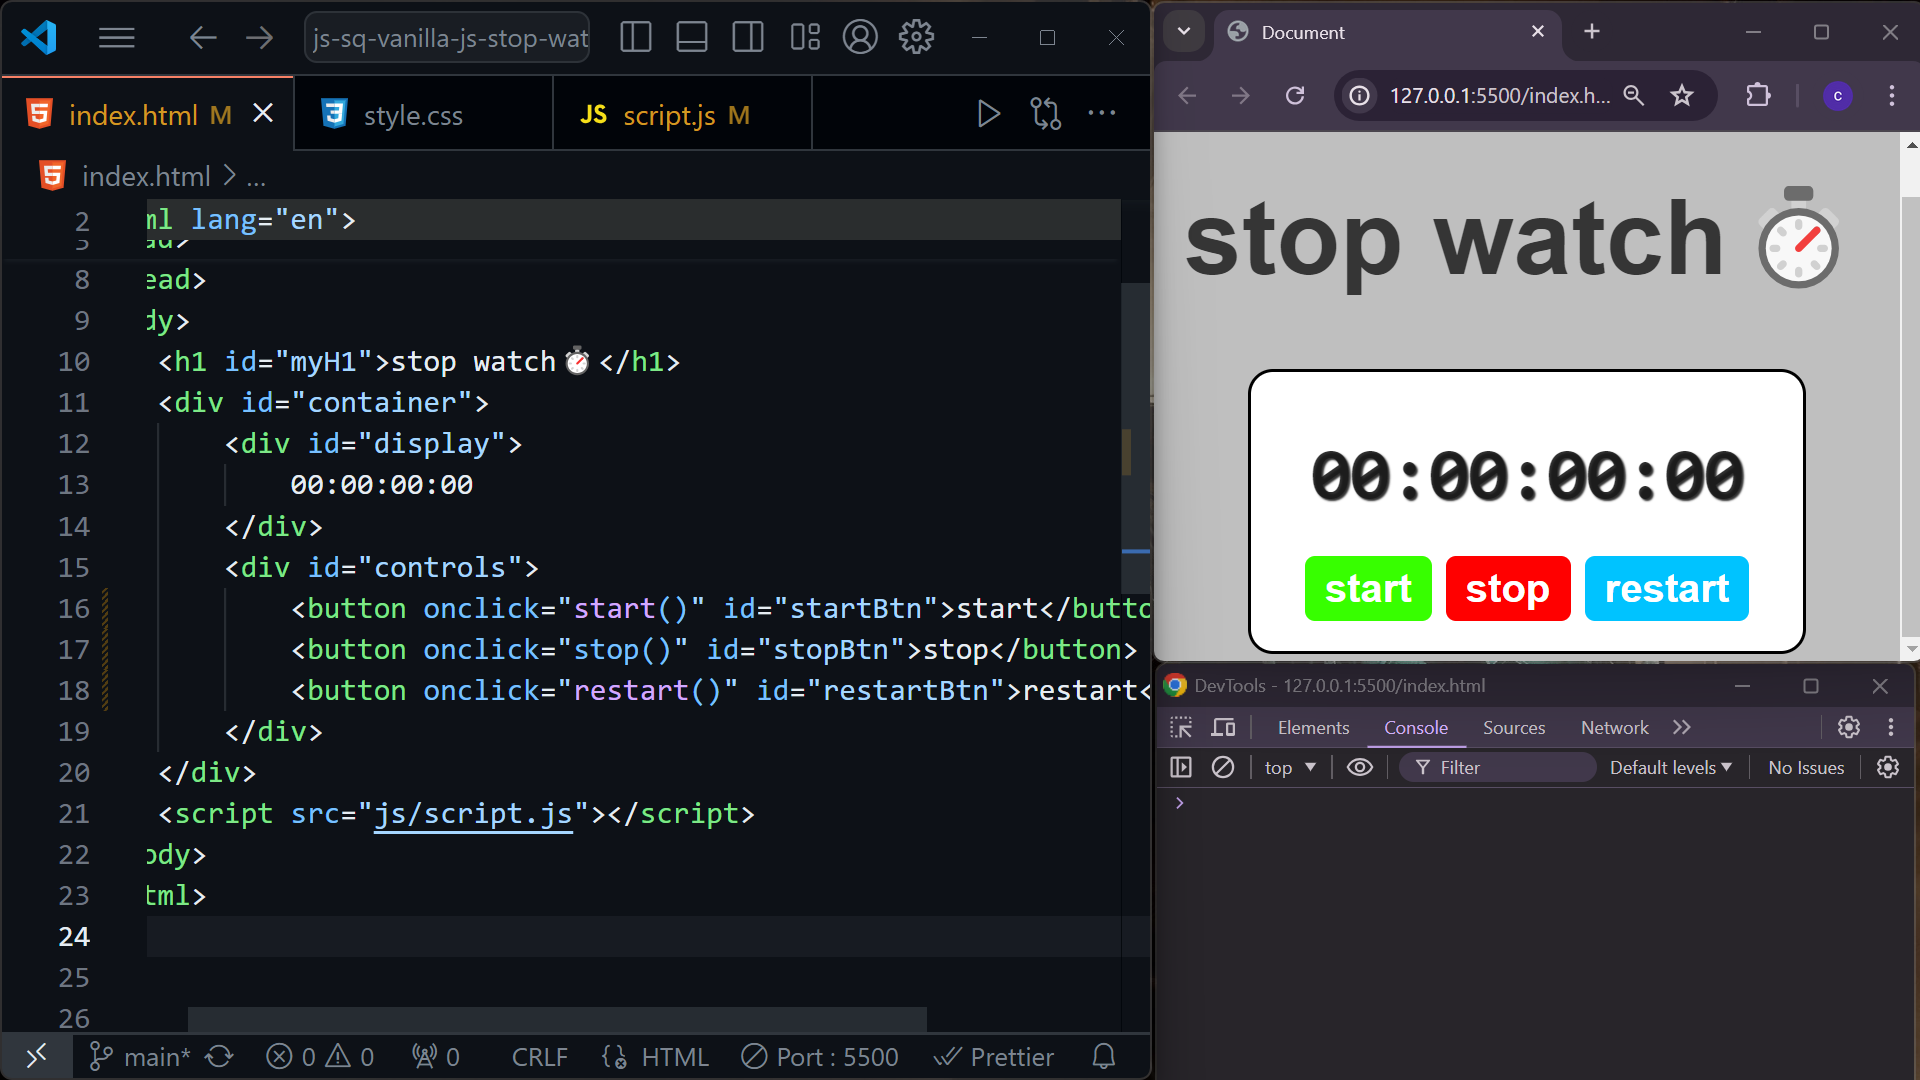 js-sq-vanilla-js-stop-wat
index.html M
style.css
JS script.js M
index.html > ...
2 ml lang="en">
8 ead>
9 dy>
10 <h1 id="myH1">stop watch⏱</h1>
11 <div id="container">
12 <div id="display">
13 00:00:00:00
14 </div>
15 <div id="controls">
16 <button onclick="start()" id="startBtn">start</butto
17 <button onclick="stop()" id="stopBtn">stop</button>
18 <button onclick="restart()" id="restartBtn">restart<
19 </div>
20 </div>
21 <script src="js/script.js"></script>
22 ody>
23 tml>
24
25
26
main* 0 0 0 CRLF HTML Port : 5500 Prettier
Document
127.0.0.1:5500/index.h... c
stop watch
00:00:00:00
start stop restart
DevTools - 127.0.0.1:5500/index.html
Elements Console Sources Network
top Filter Default levels No Issues